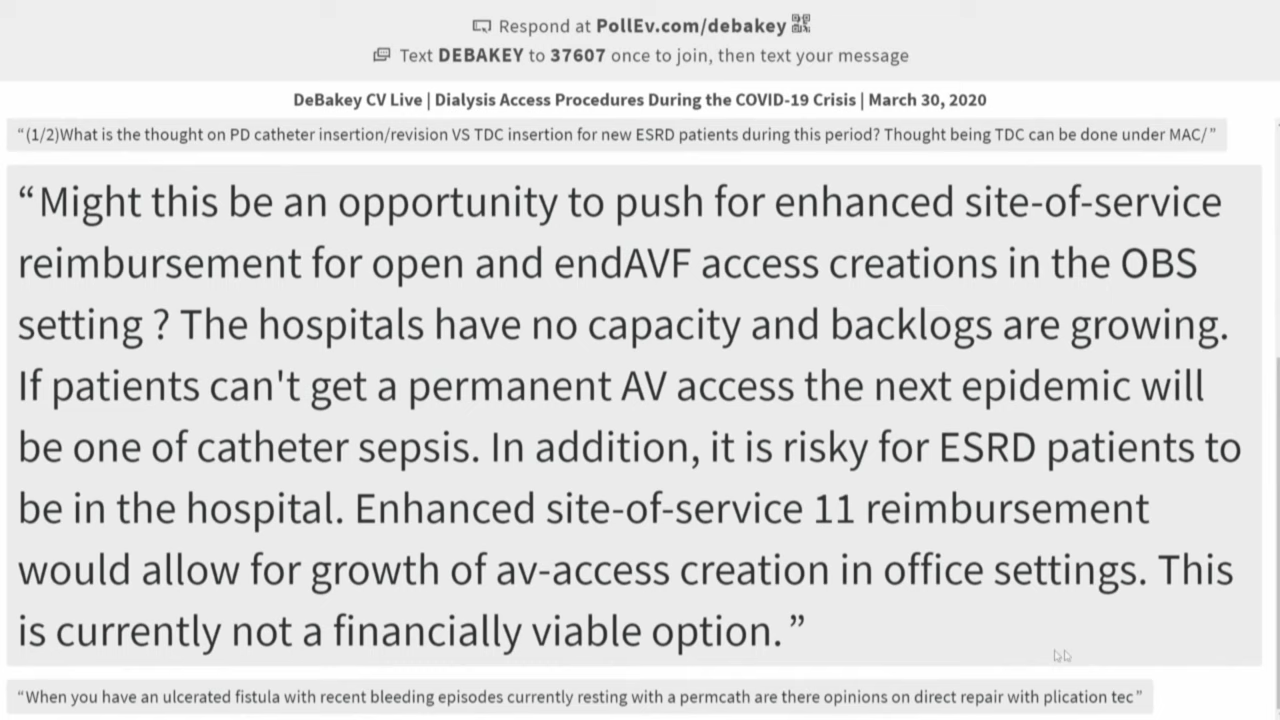 Respond at PollEv.com/debakey
Text DEBAKEY to 37607 once to join, then text your message
DeBakey CV Live | Dialysis Access Procedures During the COVID-19 Crisis | March 30, 2020
“(1/2)What is the thought on PD catheter insertion/revision VS TDC insertion for new ESRD patients during this period? Thought being TDC can be done under MAC/”
“Might this be an opportunity to push for enhanced site-of-service
reimbursement for open and endAVF access creations in the OBS
setting ? The hospitals have no capacity and backlogs are growing.
If patients can't get a permanent AV access the next epidemic will
be one of catheter sepsis. In addition, it is risky for ESRD patients to
be in the hospital. Enhanced site-of-service 11 reimbursement
would allow for growth of av-access creation in office settings. This
is currently not a financially viable option.”
“When you have an ulcerated fistula with recent bleeding episodes currently resting with a permcath are there opinions on direct repair with plication tec”